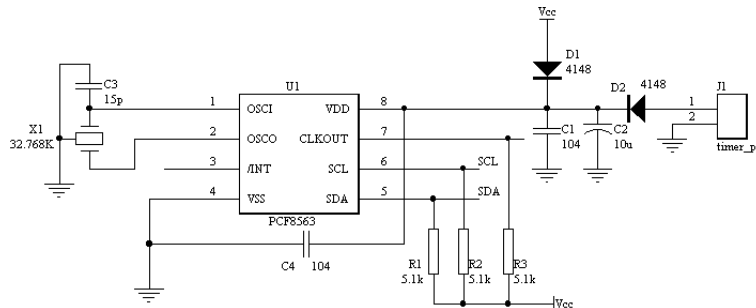 Vcc
D1
4148
C3
15p
U1
D2
4148
J1
X1
32.768K
1
OSCI
VDD
8
1
2
2
OSCO
CLKOUT
7
C1
104
C2
10u
timer_p
3
/INT
SCL
6
SCL
4
VSS
SDA
5
SDA
PCF8563
C4
104
R1
5.1k
R2
5.1k
R3
5.1k
Vcc